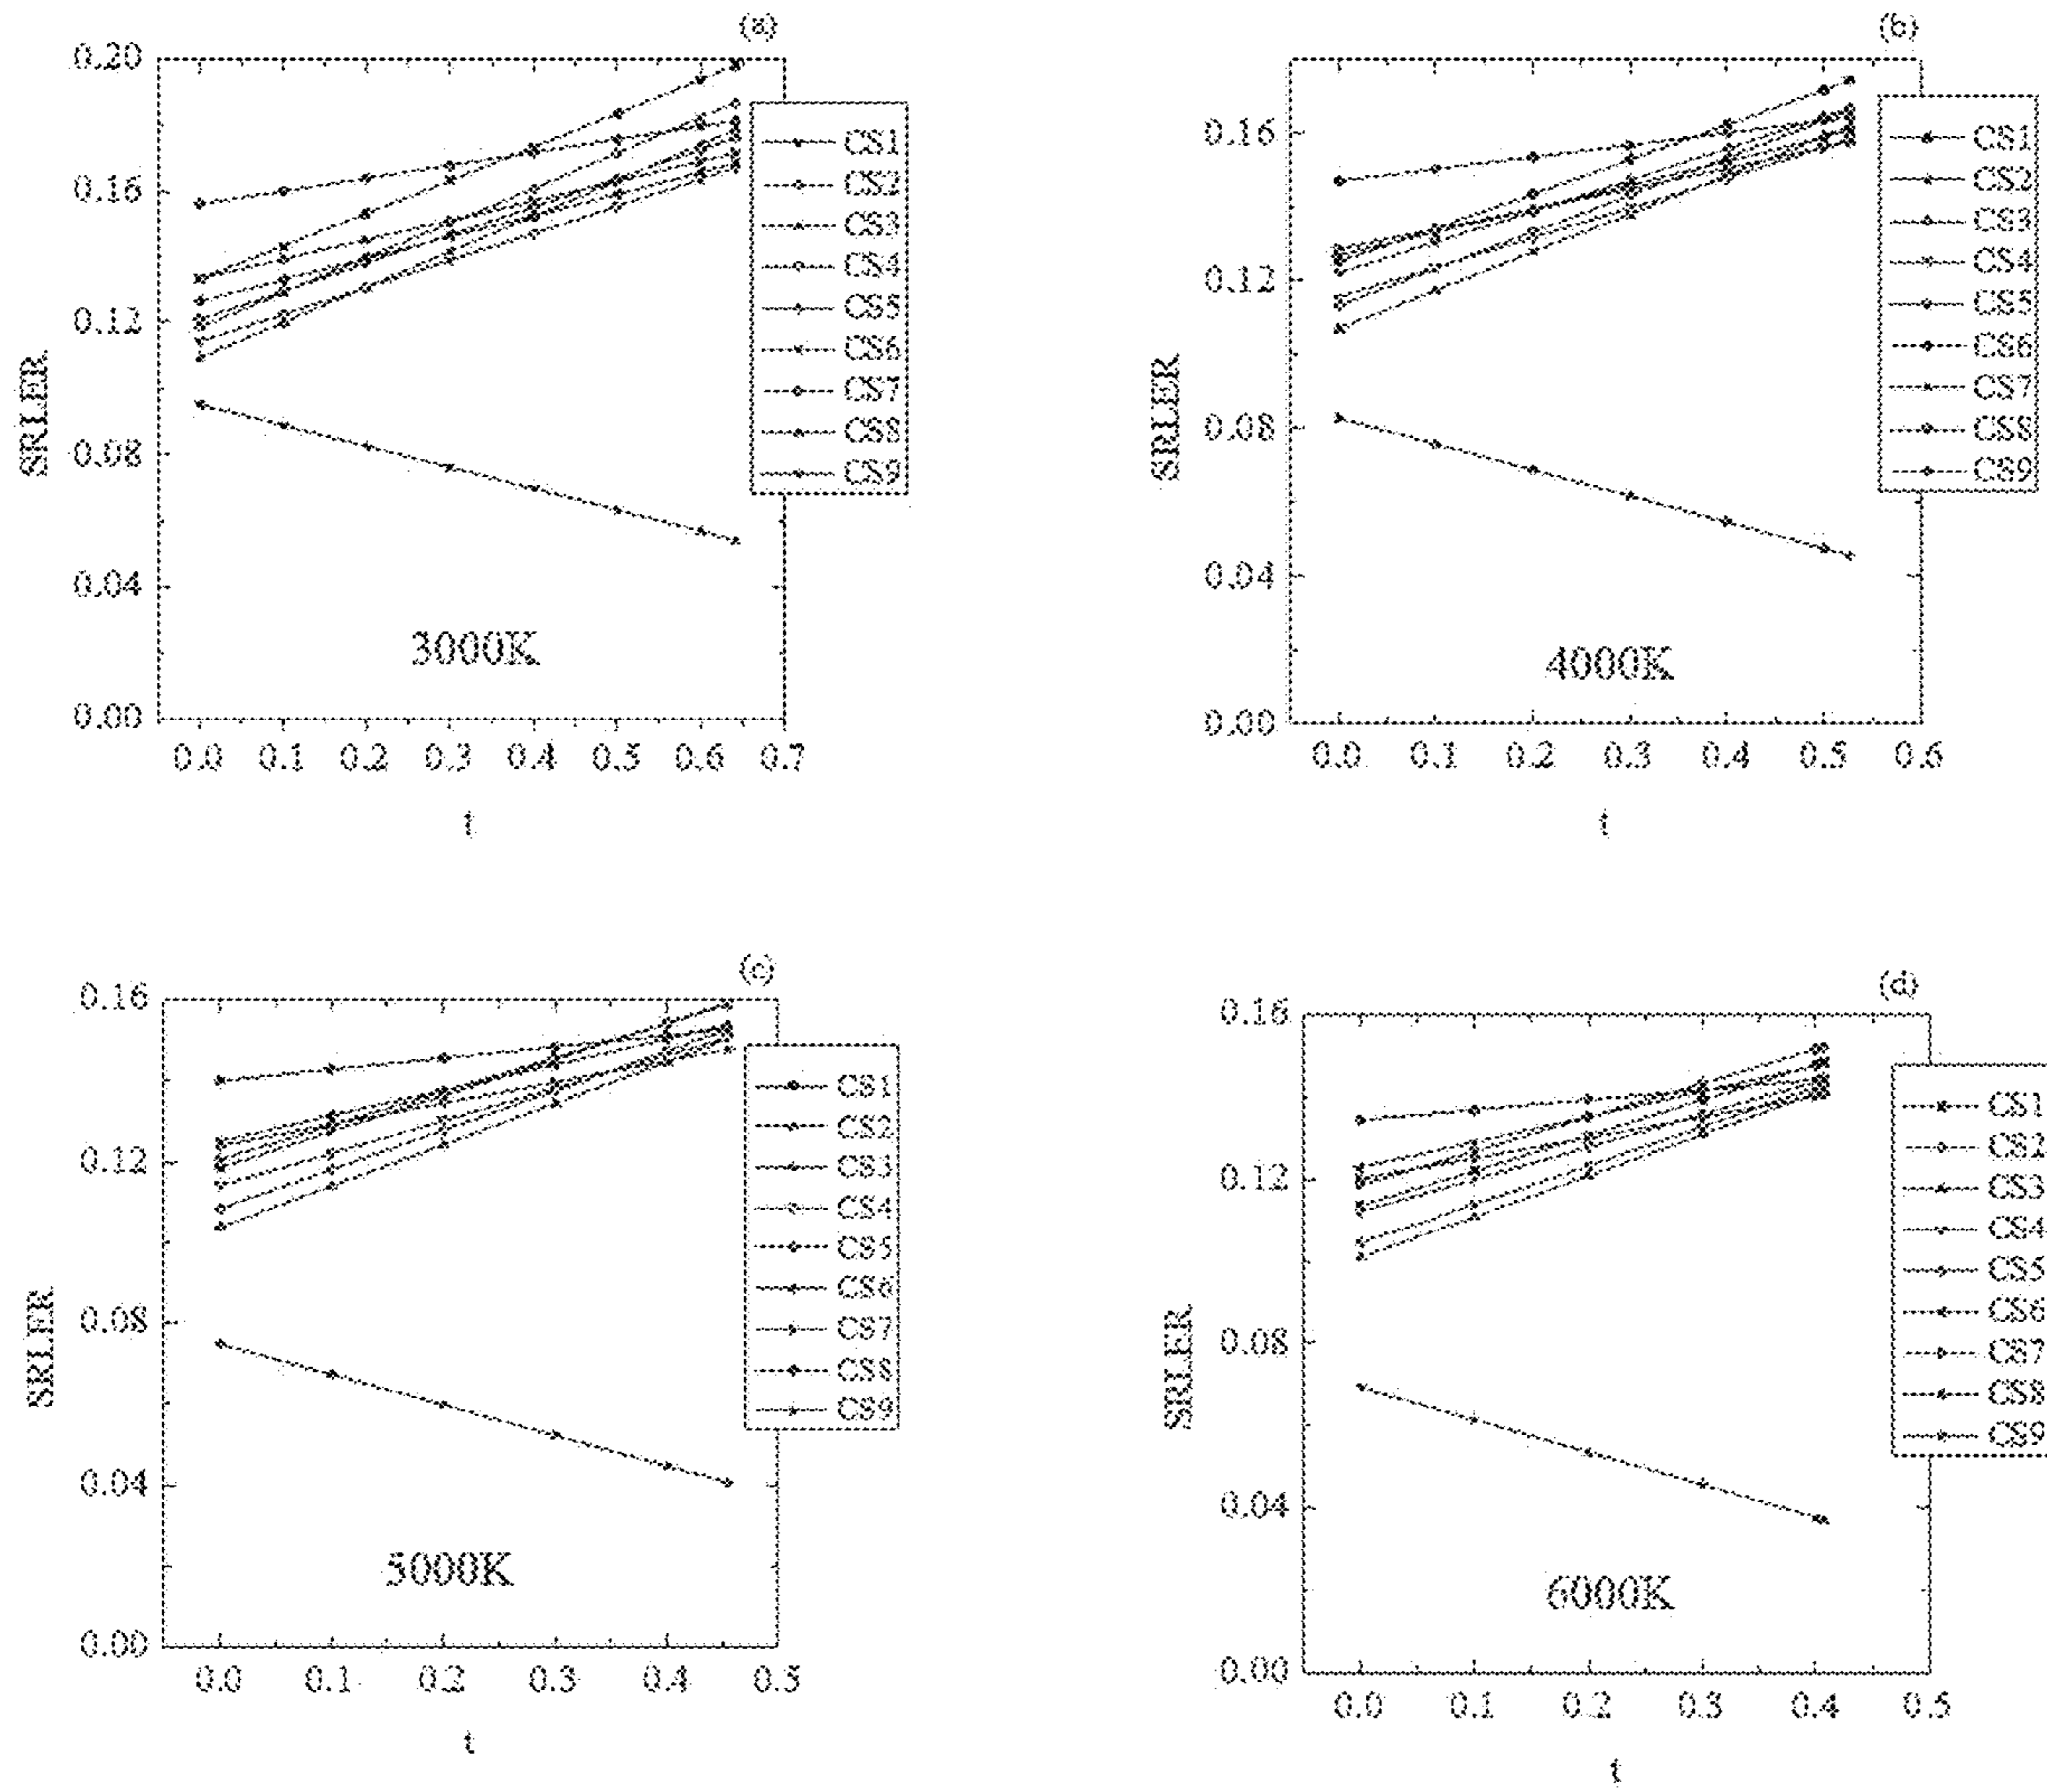 (a)
0.20
0.16
0.12
0.08
0.04
0.00
SRLER
CS1
CS2
CS3
CS4
CS5
CS6
CS7
CS8
CS9
3000K
0.0 0.1 0.2 0.3 0.4 0.5 0.6 0.7
t
(b)
0.16
0.12
0.08
0.04
0.00
SRLER
CS1
CS2
CS3
CS4
CS5
CS6
CS7
CS8
CS9
4000K
0.0 0.1 0.2 0.3 0.4 0.5 0.6
t
(c)
0.16
0.12
0.08
0.04
0.00
SRLER
CS1
CS2
CS3
CS4
CS5
CS6
CS7
CS8
CS9
5000K
0.0 0.1 0.2 0.3 0.4 0.5
t
(d)
0.16
0.12
0.08
0.04
0.00
SRLER
CS1
CS2
CS3
CS4
CS5
CS6
CS7
CS8
CS9
6000K
0.0 0.1 0.2 0.3 0.4 0.5
t